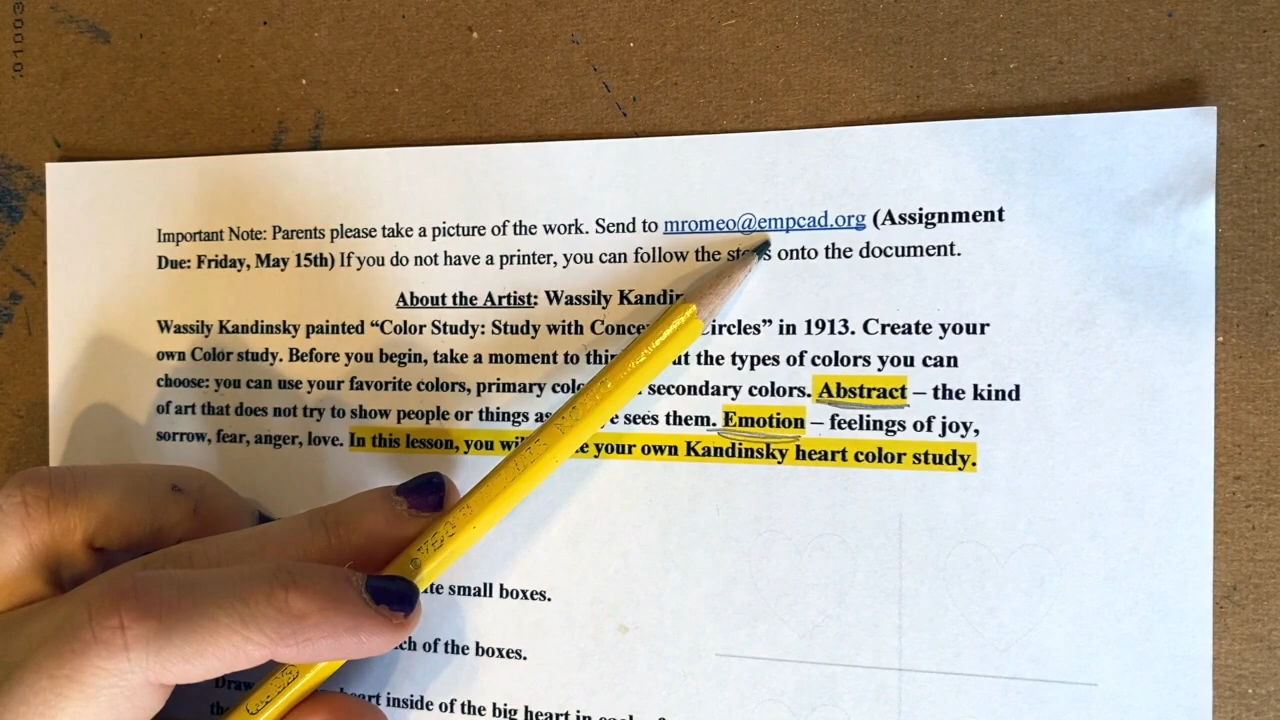 Important Note: Parents please take a picture of the work. Send to mromeo@empcad.org (Assignment
Due: Friday, May 15th) If you do not have a printer, you can follow the onto the document.
About the Artist: Wassily
Wassily Kandinsky painted “Color Study: Study with in 1913. Create your
own Color study. Before you begin, take a moment to the types of colors you can
choose: you can use your favorite colors, primary secondary colors. Abstract – the kind
of art that does not try to show people or things sees them. Emotion – feelings of joy,
sorrow, fear, anger, love. In this lesson, you your own Kandinsky heart color study.
small boxes.
of the boxes.
Draw inside of the big heart in
01003